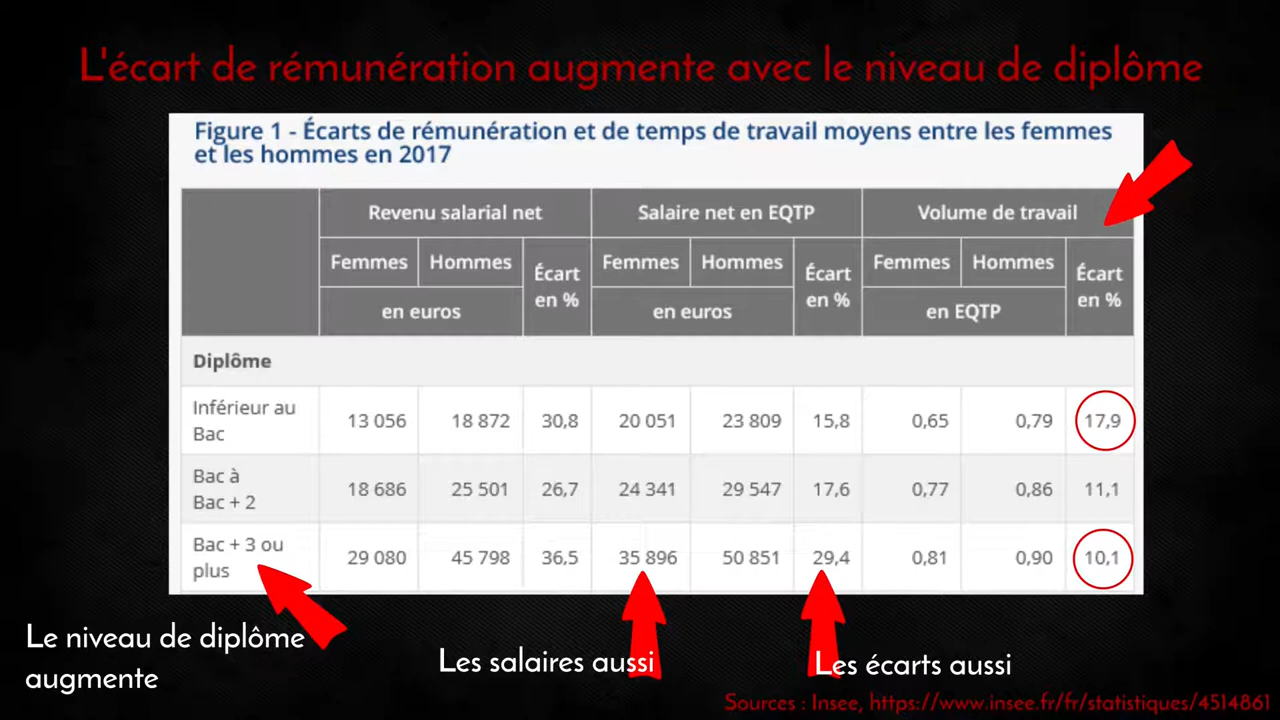 L'écart de rémunération augmente avec le niveau de diplôme
Figure 1 - Écarts de rémunération et de temps de travail moyens entre les femmes
et les hommes en 2017
Revenu salarial net Salaire net en EQTP Volume de travail
Femmes Hommes Écart en % Femmes Hommes Écart en % Femmes Hommes Écart en %
en euros en euros en EQTP
Diplôme
Inférieur au Bac 13 056 18 872 30,8 20 051 23 809 15,8 0,65 0,79 17,9
Bac à Bac + 2 18 686 25 501 26,7 24 341 29 547 17,6 0,77 0,86 11,1
Bac + 3 ou plus 29 080 45 798 36,5 35 896 50 851 29,4 0,81 0,90 10,1
Le niveau de diplôme
augmente
Les salaires aussi
Les écarts aussi
Sources : Insee, https://www.insee.fr/fr/statistiques/4514861